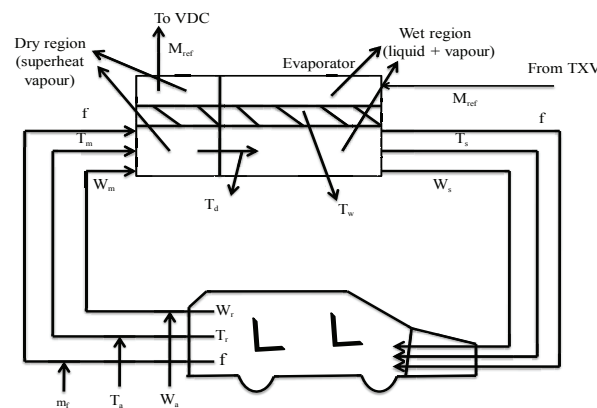 To VDC
M_ref
Dry region
(superheat
vapour)
Evaporator
Wet region
(liquid + vapour)
From TXV
M_ref
f
T_m
W_m
T_s
f
W_s
T_d
T_w
W_r
T_r
f
m_f
T_a
W_a